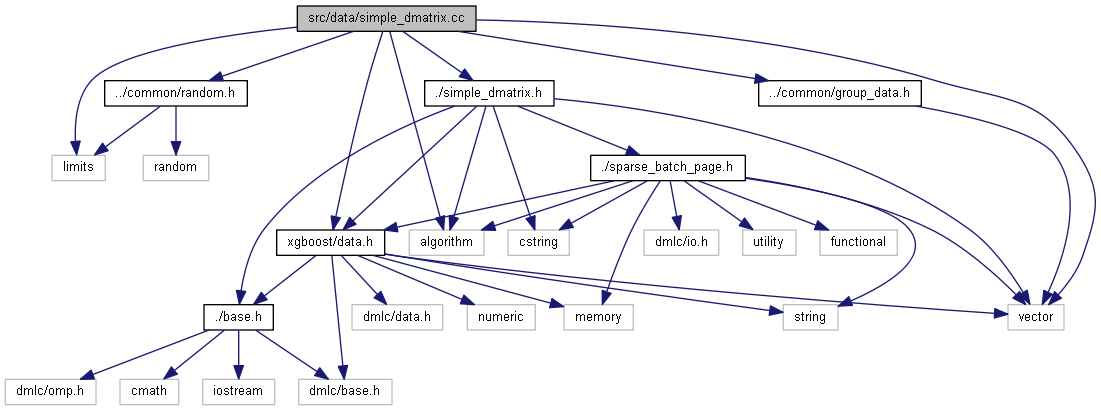 src/data/simple_dmatrix.cc
../common/random.h
./simple_dmatrix.h
../common/group_data.h
limits
random
./sparse_batch_page.h
xgboost/data.h
algorithm
cstring
dmlc/io.h
utility
functional
./base.h
dmlc/data.h
numeric
memory
string
vector
dmlc/omp.h
cmath
iostream
dmlc/base.h